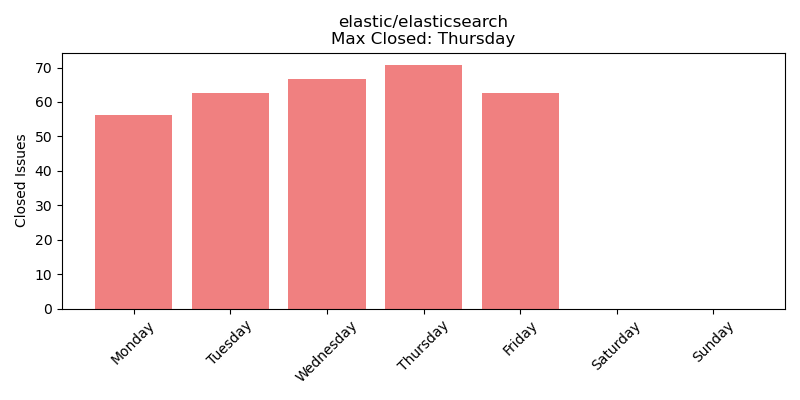 elastic/elasticsearch
Max Closed: Thursday
Closed Issues
70
60
50
40
30
20
10
0
Monday
Tuesday
Wednesday
Thursday
Friday
Saturday
Sunday